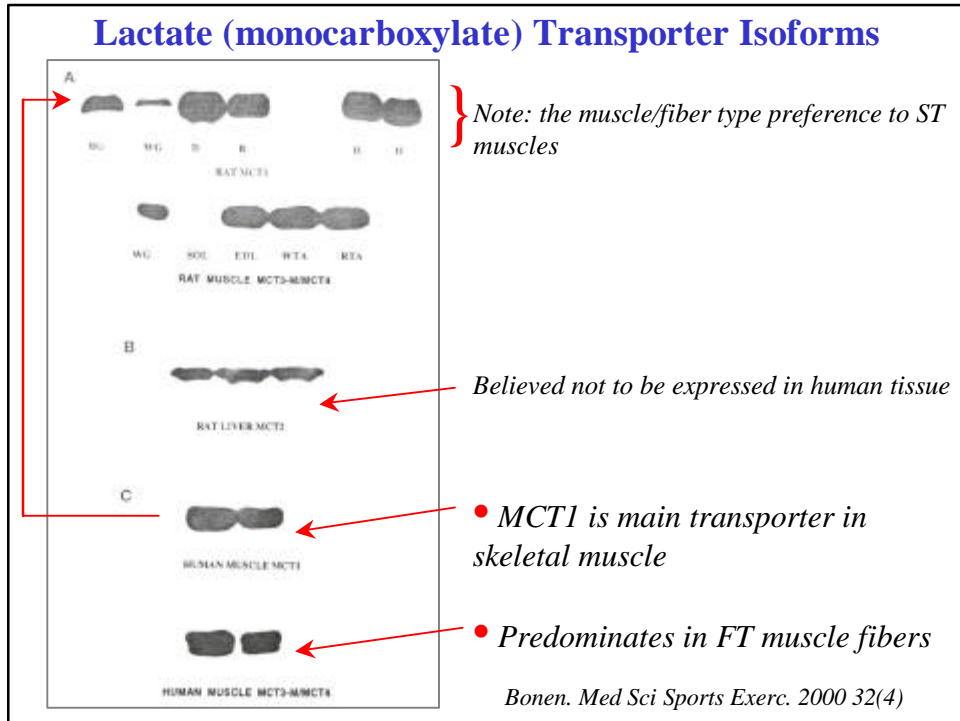 Lactate (monocarboxylate) Transporter Isoforms
A
Note: the muscle/fiber type preference to ST
muscles
WG H H
RAT MCT1
WG SOL EDL WTA RTA
RAT MUSCLE MCT3-M/MCT4
B
Believed not to be expressed in human tissue
RAT LIVER MCT2
C
• MCT1 is main transporter in
skeletal muscle
HUMAN MUSCLE MCT1
• Predominates in FT muscle fibers
HUMAN MUSCLE MCT3-M/MCT4
Bonen. Med Sci Sports Exerc. 2000 32(4)